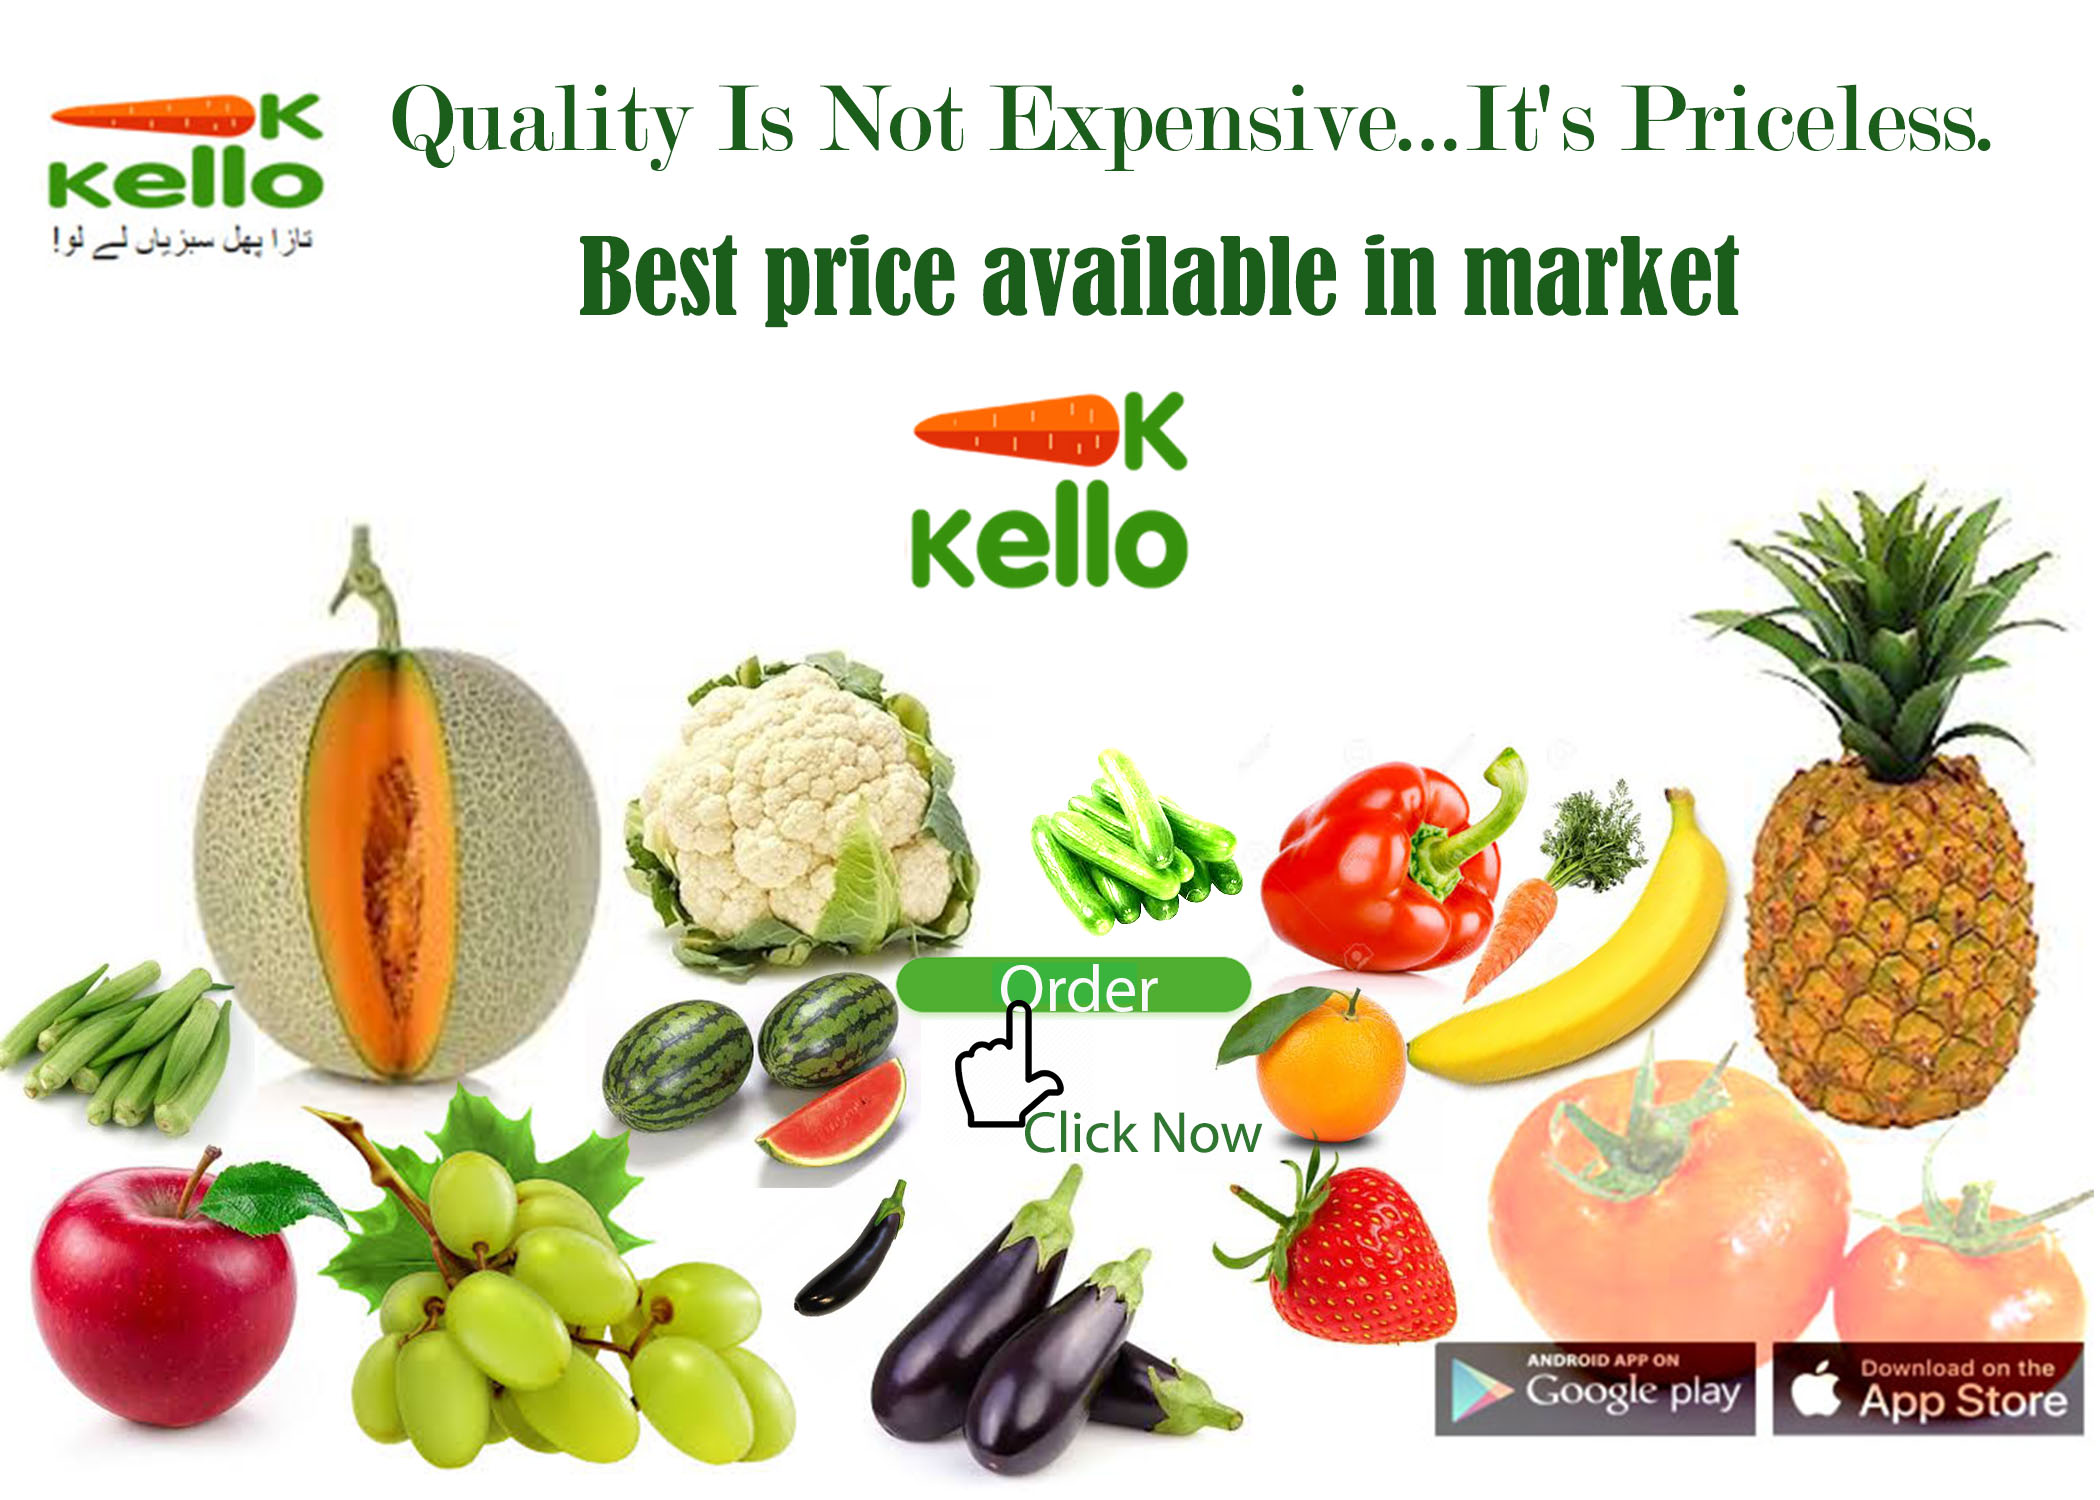 K
Kello
تازا پھل سبزیاں لے لو!
Quality Is Not Expensive...It's Priceless.
Best price available in market
K
Kello
Order
Click Now
ANDROID APP ON
Google play
Download on the
App Store